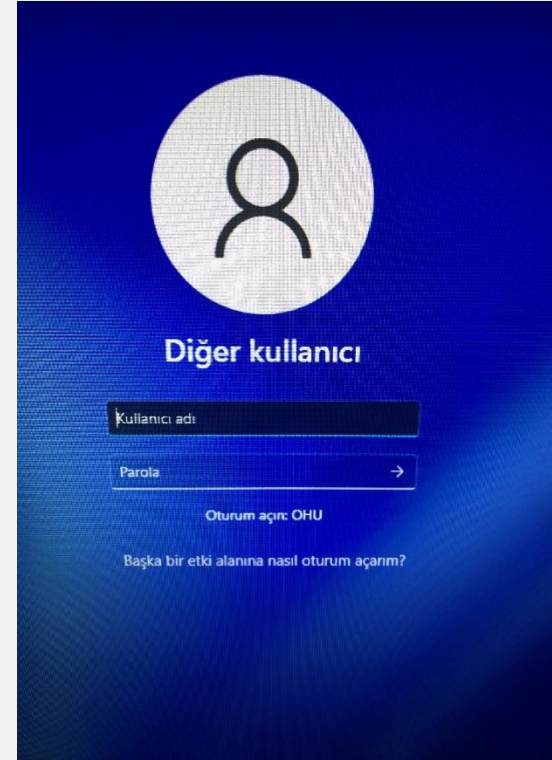 Diğer kullanıcı
Kullanıcı adı
Parola
Oturum açın: OHU
Başka bir etki alanına nasıl oturum açarım?